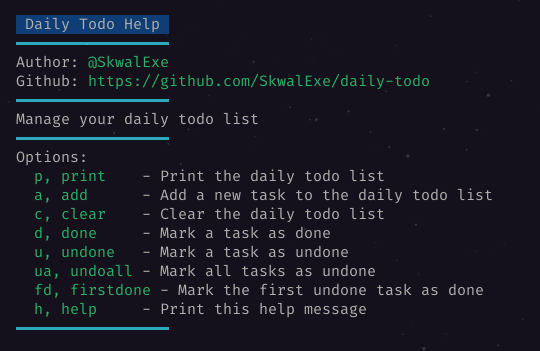 Daily Todo Help
Author: @SkwalExe
Github: https://github.com/SkwalExe/daily-todo
Manage your daily todo list
Options:
p, print    - Print the daily todo list
a, add      - Add a new task to the daily todo list
c, clear    - Clear the daily todo list
d, done     - Mark a task as done
u, undone   - Mark a task as undone
ua, undoall - Mark all tasks as undone
fd, firstdone - Mark the first undone task as done
h, help     - Print this help message